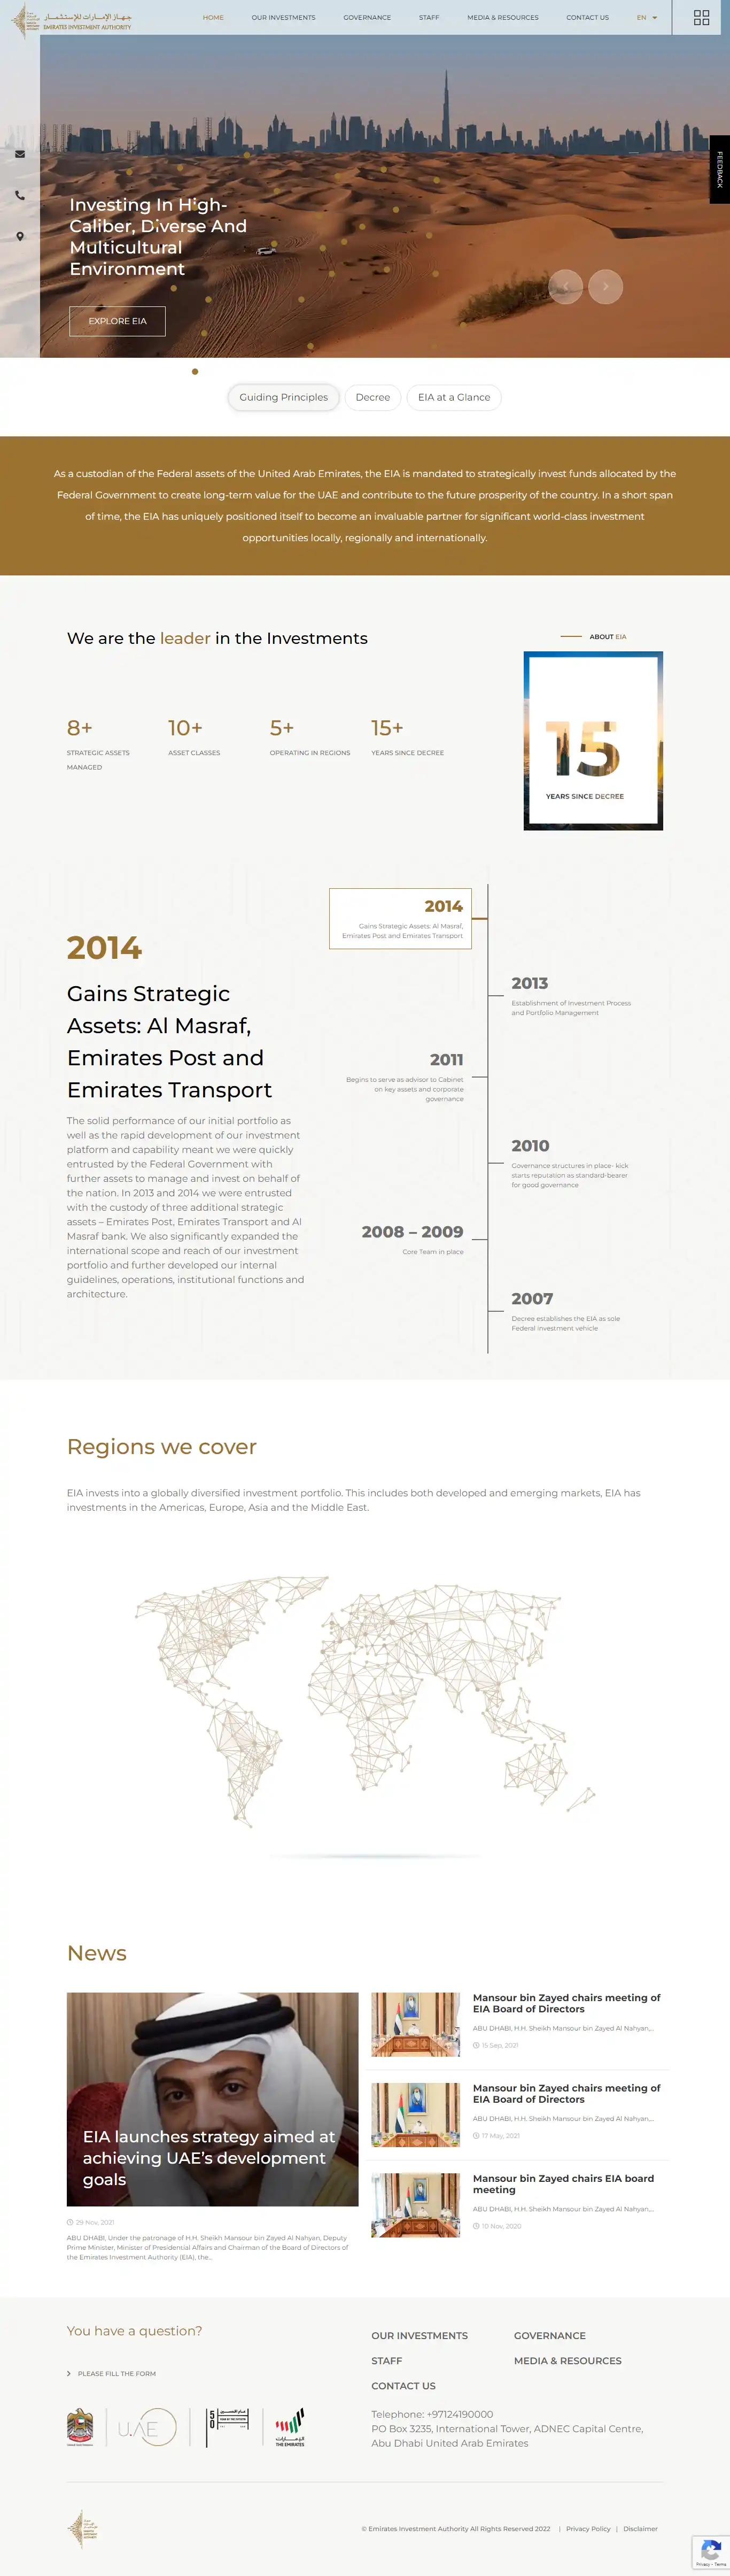 جهاز الإمارات للإستثمار
EMIRATES INVESTMENT AUTHORITY
HOME
OUR INVESTMENTS
GOVERNANCE
STAFF
MEDIA & RESOURCES
CONTACT US
EN
FEEDBACK
Investing In High-
Caliber, Diverse And
Multicultural
Environment
EXPLORE EIA
Guiding Principles
Decree
EIA at a Glance
As a custodian of the Federal assets of the United Arab Emirates, the EIA is mandated to strategically invest funds allocated by the
Federal Government to create long-term value for the UAE and contribute to the future prosperity of the country. In a short span
of time, the EIA has uniquely positioned itself to become an invaluable partner for significant world-class investment
opportunities locally, regionally and internationally.
We are the leader in the Investments
ABOUT EIA
8+
STRATEGIC ASSETS
MANAGED
10+
ASSET CLASSES
5+
OPERATING IN REGIONS
15+
YEARS SINCE DECREE
15
YEARS SINCE DECREE
2014
Gains Strategic
Assets: Al Masraf,
Emirates Post and
Emirates Transport
The solid performance of our initial portfolio as
well as the rapid development of our investment
platform and capability meant we were quickly
entrusted by the Federal Government with
further assets to manage and invest on behalf of
the nation. In 2013 and 2014 we were entrusted
with the custody of three additional strategic
assets – Emirates Post, Emirates Transport and Al
Masraf bank. We also significantly expanded the
international scope and reach of our investment
portfolio and further developed our internal
guidelines, operations, institutional functions and
architecture.
2014
Gains Strategic Assets: Al Masraf,
Emirates Post and Emirates Transport
2013
Establishment of Investment Process
and Portfolio Management
2011
Begins to serve as advisor to Cabinet
on key assets and corporate
governance
2010
Governance structures in place- kick
starts reputation as standard-bearer
for good governance
2008 – 2009
Core Team in place
2007
Decree establishes the EIA as sole
Federal investment vehicle
Regions we cover
EIA invests into a globally diversified investment portfolio. This includes both developed and emerging markets, EIA has
investments in the Americas, Europe, Asia and the Middle East.
News
EIA launches strategy aimed at
achieving UAE's development
goals
29 Nov, 2021
ABU DHABI, Under the patronage of H.H. Sheikh Mansour bin Zayed Al Nahyan, Deputy
Prime Minister, Minister of Presidential Affairs and Chairman of the Board of Directors of
the Emirates Investment Authority (EIA), the...
Mansour bin Zayed chairs meeting of
EIA Board of Directors
ABU DHABI, H.H. Sheikh Mansour bin Zayed Al Nahyan,...
15 Sep, 2021
Mansour bin Zayed chairs meeting of
EIA Board of Directors
ABU DHABI, H.H. Sheikh Mansour bin Zayed Al Nahyan,...
17 May, 2021
Mansour bin Zayed chairs EIA board
meeting
ABU DHABI, H.H. Sheikh Mansour bin Zayed Al Nahyan,...
10 Nov, 2020
You have a question?
PLEASE FILL THE FORM
U.AE
50
الإمارات
THE EMIRATES
OUR INVESTMENTS
GOVERNANCE
STAFF
MEDIA & RESOURCES
CONTACT US
Telephone: +97124190000
PO Box 3235, International Tower, ADNEC Capital Centre,
Abu Dhabi United Arab Emirates
© Emirates Investment Authority All Rights Reserved 2022 | Privacy Policy | Disclaimer
Privacy - Terms